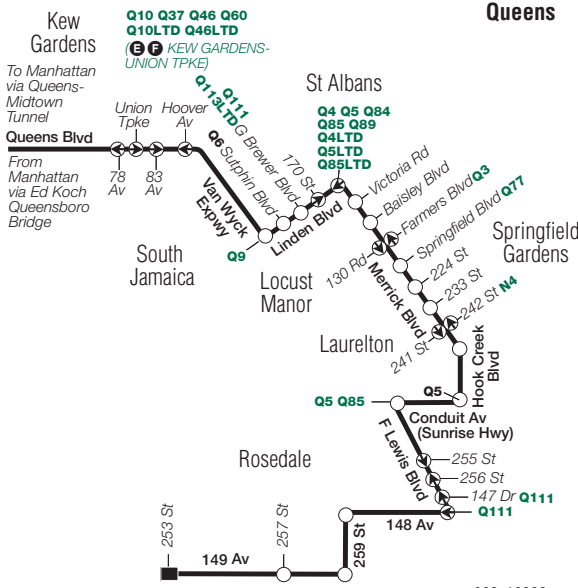 Queens
Kew
Gardens
Q10 Q37 Q46 Q60
Q10LTD Q46LTD
(E F KEW GARDENS-
UNION TPKE)
To Manhattan
via Queens-
Midtown
Tunnel
Union
Tpke
Hoover
Av
Queens Blvd
From
Manhattan
via Ed Koch
Queensboro
Bridge
78
Av
83
Av
Van Wyck
Expwy
Q6 Sutphin Blvd
Q113LTD
Q111
G Brewer Blvd
170 St
Linden Blvd
St Albans
Q4 Q5 Q84
Q85 Q89
Q4LTD
Q5LTD
Q85LTD
Victoria Rd
Baisley Blvd
Farmers Blvd Q3
Springfield Blvd Q77
Springfield
Gardens
South
Jamaica
Q9
Locust
Manor
130 Rd
Merrick Blvd
224 St
233 St
242 St N4
Laurelton
241 St
Hook Creek
Blvd
Q5
Q5 Q85
Conduit Av
(Sunrise Hwy)
F Lewis Blvd
255 St
256 St
147 Dr Q111
Q111
Rosedale
148 Av
259 St
253 St
257 St
149 Av